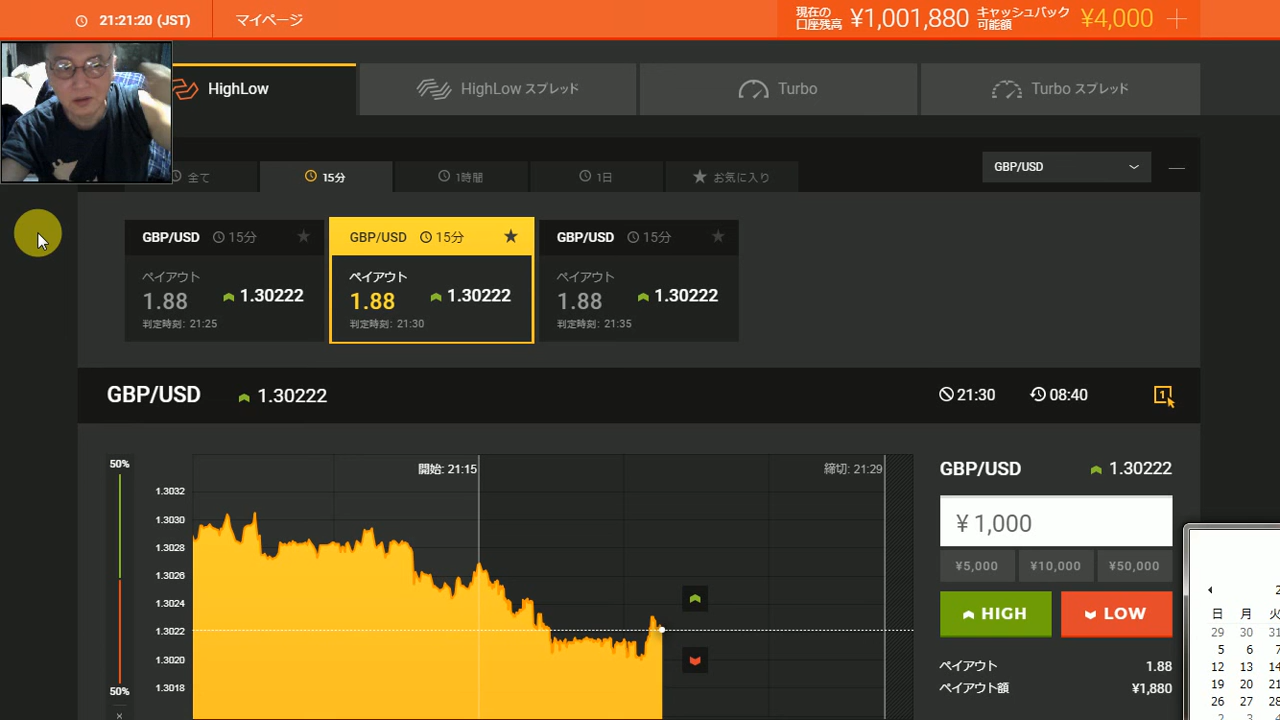 21:21:20 (JST)
マイページ
現在の
口座残高
¥1,001,880
キャッシュバック
可能額
¥4,000
HighLow
HighLow スプレッド
Turbo
Turbo スプレッド
全て
15分
1時間
1日
お気に入り
GBP/USD
GBP/USD 15分
ペイアウト
1.88 1.30222
判定時刻: 21:25
GBP/USD 15分
ペイアウト
1.88 1.30222
判定時刻: 21:30
GBP/USD 15分
ペイアウト
1.88 1.30222
判定時刻: 21:35
GBP/USD 1.30222
21:30
08:40
1
50%
開始: 21:15
締切: 21:29
1.3032
1.3030
1.3028
1.3026
1.3024
1.3022
1.3020
1.3018
50%
GBP/USD 1.30222
¥ 1,000
¥5,000 ¥10,000 ¥50,000
HIGH LOW
ペイアウト 1.88
ペイアウト額 ¥1,880
日 月
29 30
5 6
12 13
19 20
26 27